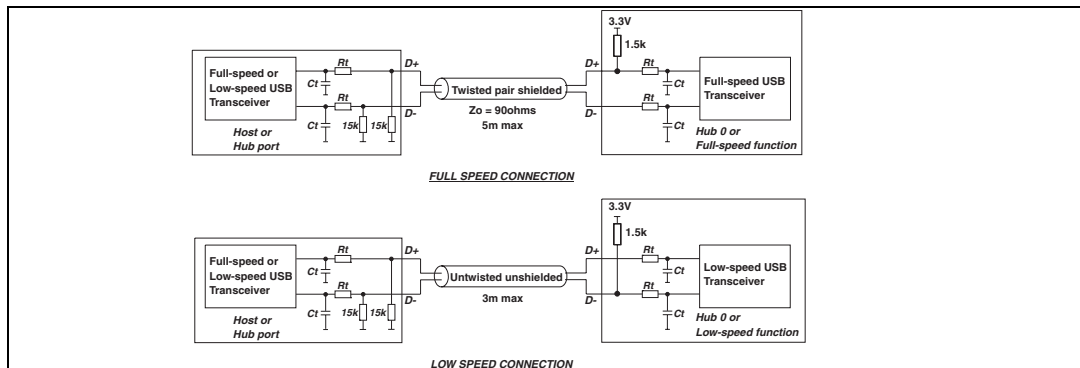 3.3V
1.5k
D+
Rt
Full-speed or
Low-speed USB
Transceiver
Ct
Rt
Ct
15k
15k
D-
Host or
Hub port
Twisted pair shielded
Zo = 90ohms
5m max
D+
Rt
Ct
D-
Rt
Ct
Full-speed USB
Transceiver
Hub 0 or
Full-speed function
FULL SPEED CONNECTION
3.3V
1.5k
D+
Rt
Full-speed or
Low-speed USB
Transceiver
Ct
Rt
Ct
15k
15k
D-
Host or
Hub port
Untwisted unshielded
3m max
D+
Rt
Ct
D-
Rt
Ct
Low-speed USB
Transceiver
Hub 0 or
Low-speed function
LOW SPEED CONNECTION